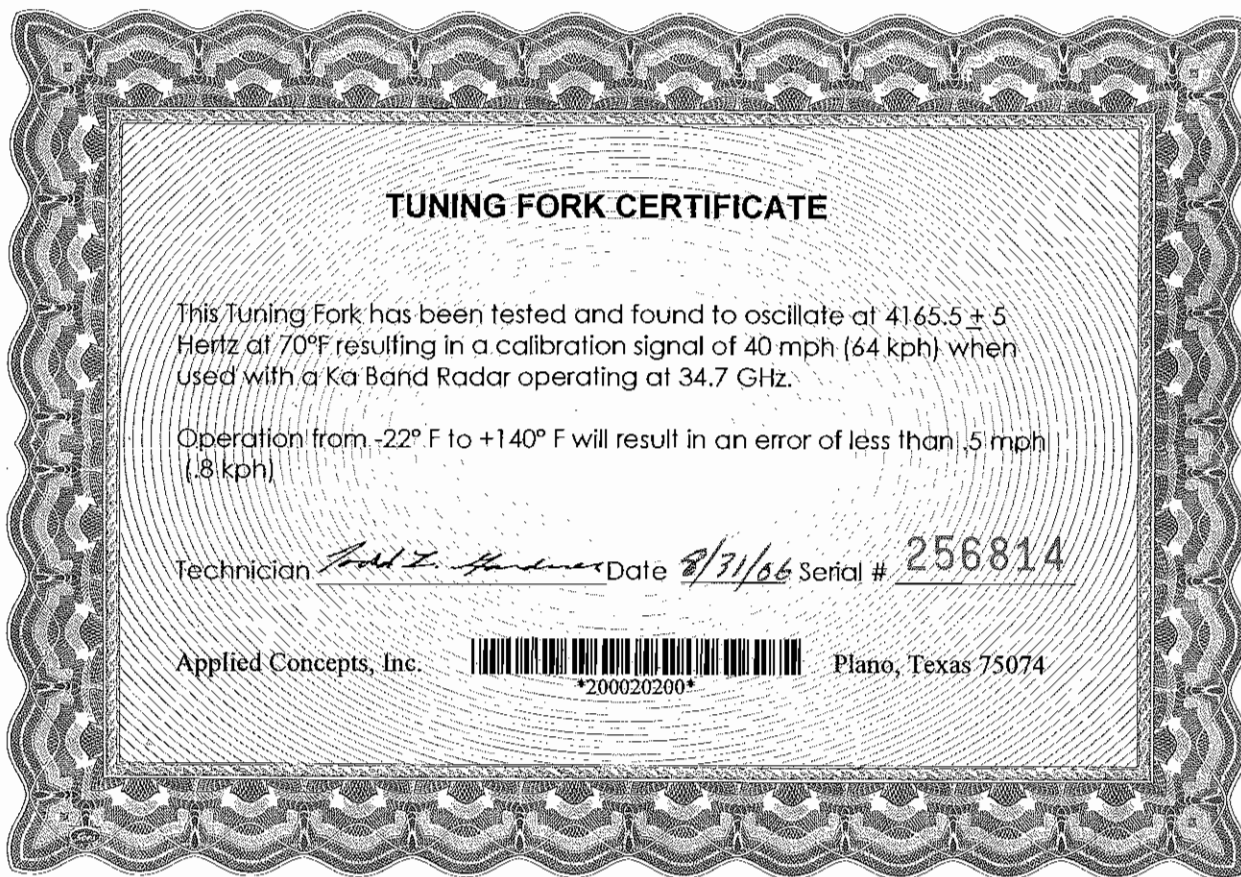 TUNING FORK CERTIFICATE
This Tuning Fork has been tested and found to oscillate at 4165.5 ± 5
Hertz at 70°F resulting in a calibration signal of 40 mph (64 kph) when
used with a Ka Band Radar operating at 34.7 GHz.
Operation from -22° F to +140° F will result in an error of less than .5 mph
(.8 kph)
Technician Todd L. Gardner Date 8/31/06 Serial # 256814
Applied Concepts, Inc. *200020200* Plano, Texas 75074